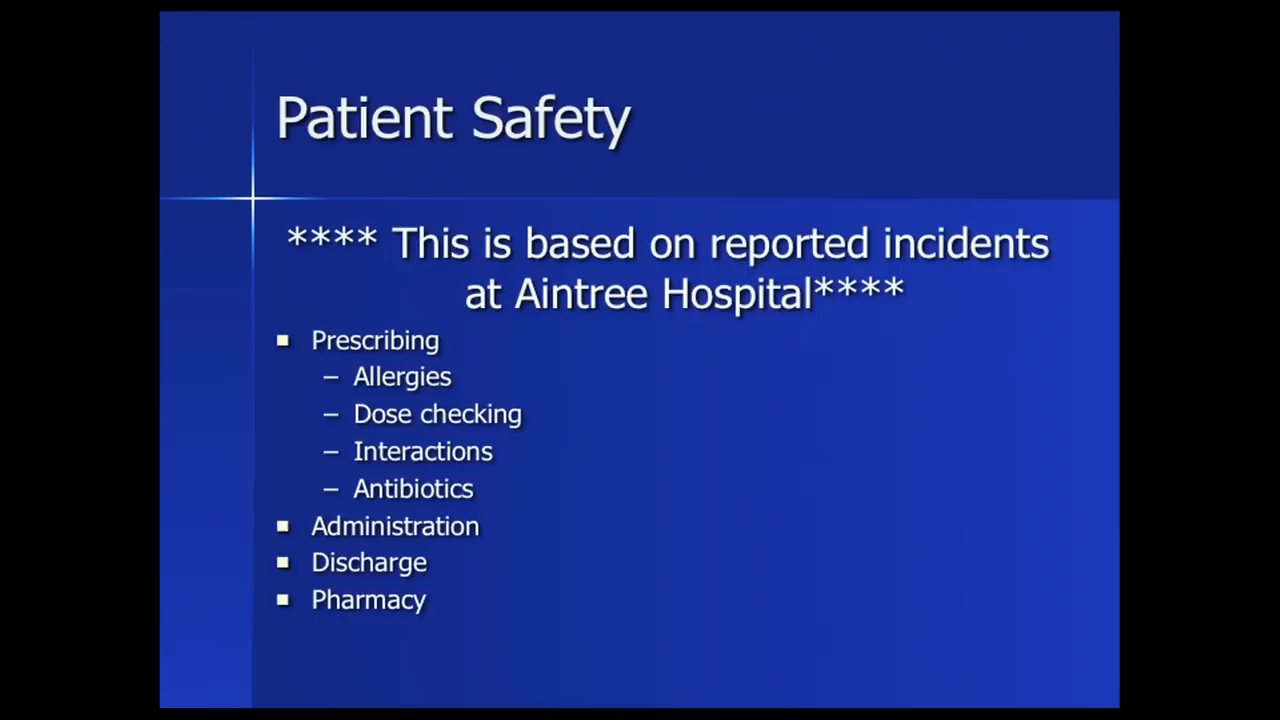 Patient Safety
**** This is based on reported incidents
at Aintree Hospital****
■ Prescribing
– Allergies
– Dose checking
– Interactions
– Antibiotics
■ Administration
■ Discharge
■ Pharmacy